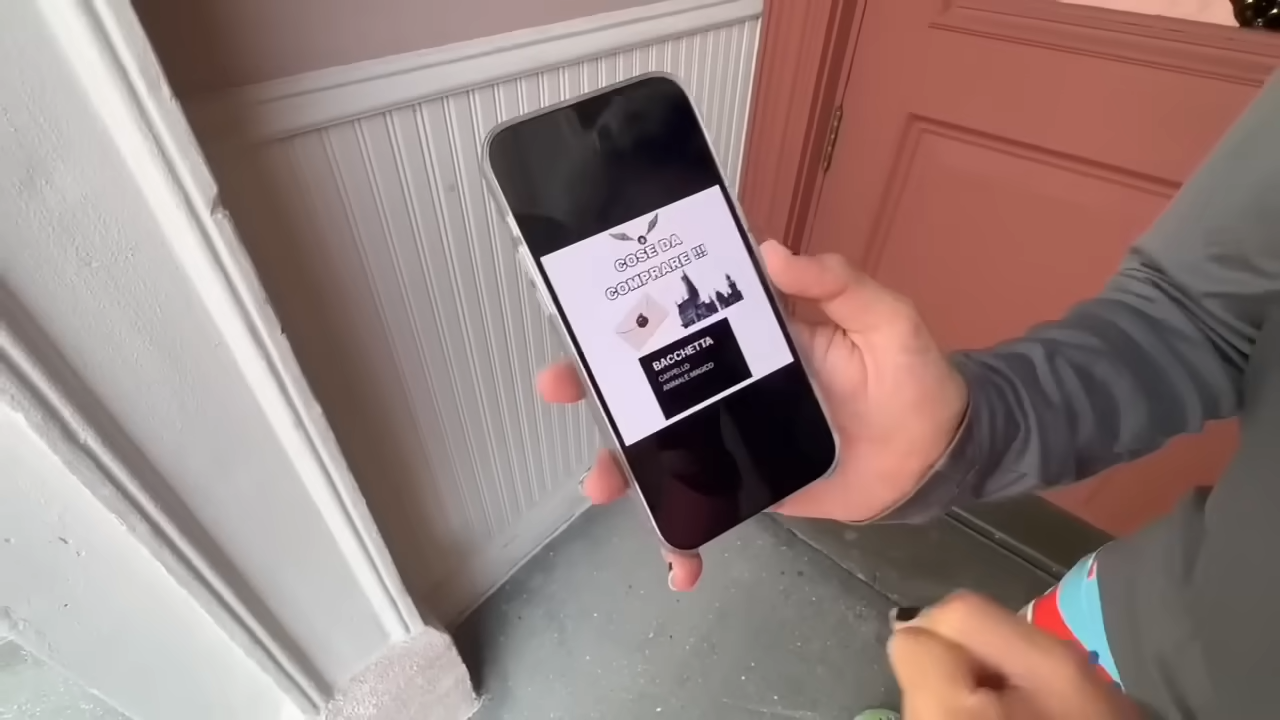 COSE DA
COMPRARE !!!
BACCHETTA
CAPPELLO
ANIMALE MAGICO